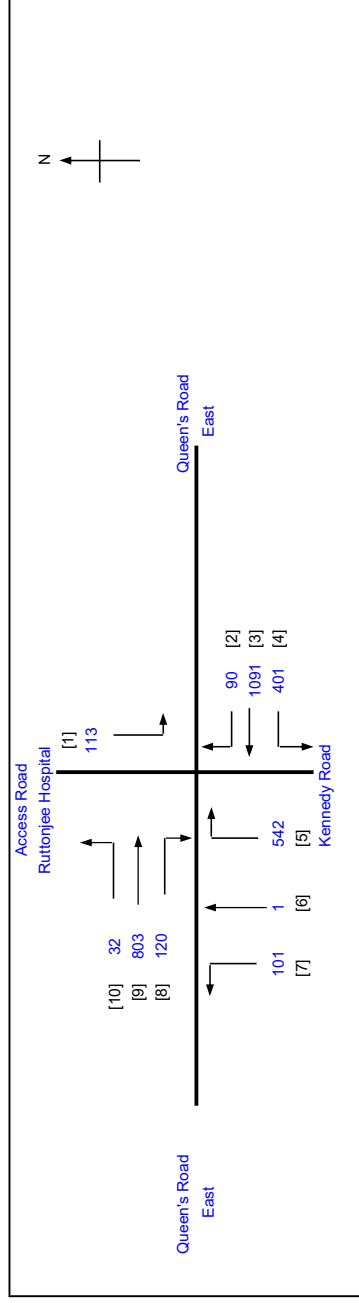 N
Access Road
Ruttonjee Hospital
[1]
113
Queen's Road
East
[10] 32
[9] 803
[8] 120
90 [2]
1091 [3]
401 [4]
Queen's Road
East
101 1 542
[7] [6] [5]
Kennedy Road